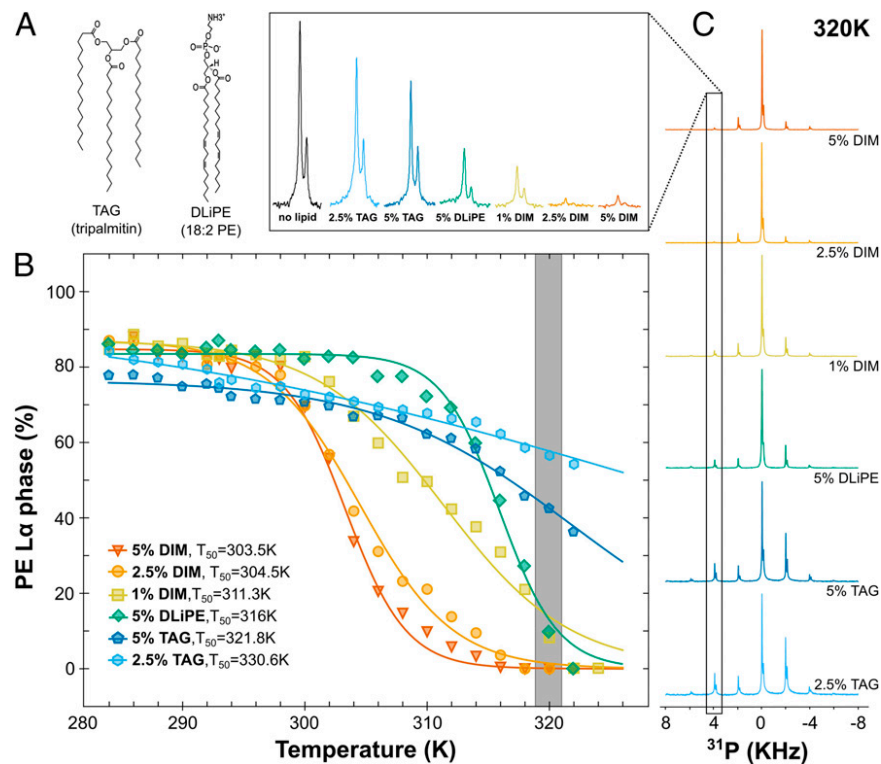 A
NH3⁺
O
O
O
O
O
O
O
P
O⁻
O
O
H
O
O
O
TAG
(tripalmitin)
DLiPE
(18:2 PE)
no lipid
2.5% TAG
5% TAG
5% DLiPE
1% DIM
2.5% DIM
5% DIM
B
PE Lα phase (%)
100
80
60
40
20
0
5% DIM, T50=303.5K
2.5% DIM, T50=304.5K
1% DIM,T50=311.3K
5% DLiPE,T50=316K
5% TAG,T50=321.8K
2.5% TAG,T50=330.6K
280
290
300
310
320
Temperature (K)
C
320K
5% DIM
2.5% DIM
1% DIM
5% DLiPE
5% TAG
2.5% TAG
8
4
0
-4
-8
³¹P (KHz)